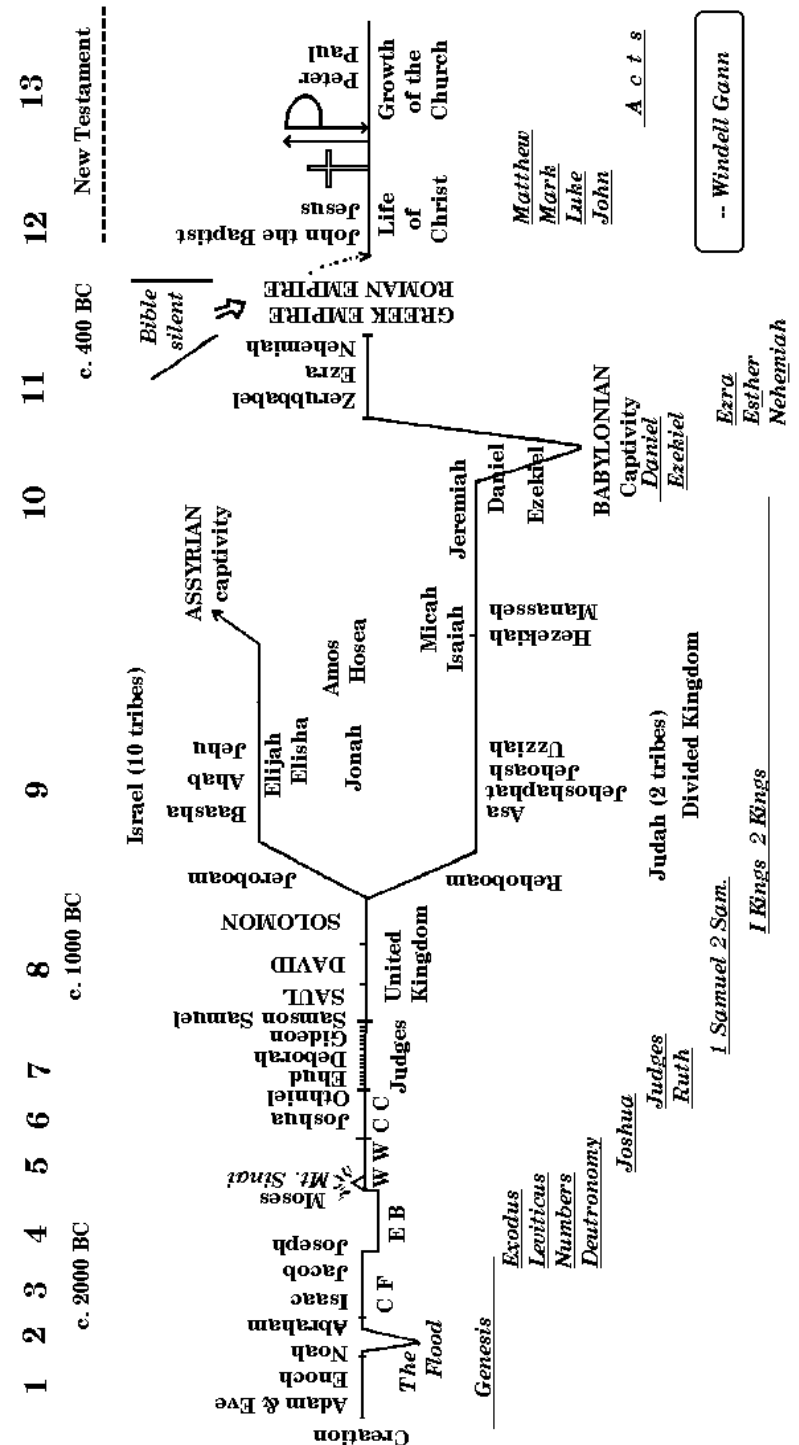 1 2 3 4 5 6 7 8 9 10 11 12 13
c. 2000 BC
c. 1000 BC
c. 400 BC
New Testament
Creation
Adam & Eve
Enoch
Noah
The
Flood
Abraham
Isaac
Jacob
Joseph
C F
E B
Moses
Mt. Sinai
W W
C C
Joshua
Othniel
Ehud
Deborah
Gideon
Samson
Samuel
Judges
SAUL
DAVID
SOLOMON
United
Kingdom
Israel (10 tribes)
Jeroboam
Baasha
Ahab
Jehu
Elijah
Elisha
Jonah
Amos
Hosea
ASSYRIAN
captivity
Rehoboam
Asa
Jehoshaphat
Jehoash
Uzziah
Hezekiah
Manasseh
Micah
Isaiah
Jeremiah
Daniel
Ezekiel
Judah (2 tribes)
Divided Kingdom
BABYLONIAN
Captivity
Daniel
Ezekiel
Zerubbabel
Ezra
Nehemiah
Bible
silent
GREEK EMPIRE
ROMAN EMPIRE
John the Baptist
Jesus
Life
of
Christ
Peter
Paul
Growth
of the
Church
Genesis
Exodus
Leviticus
Numbers
Deutronomy
Joshua
Judges
Ruth
1 Samuel 2 Sam.
I Kings 2 Kings
Ezra
Esther
Nehemiah
Matthew
Mark
Luke
John
Acts
-- Windell Gann